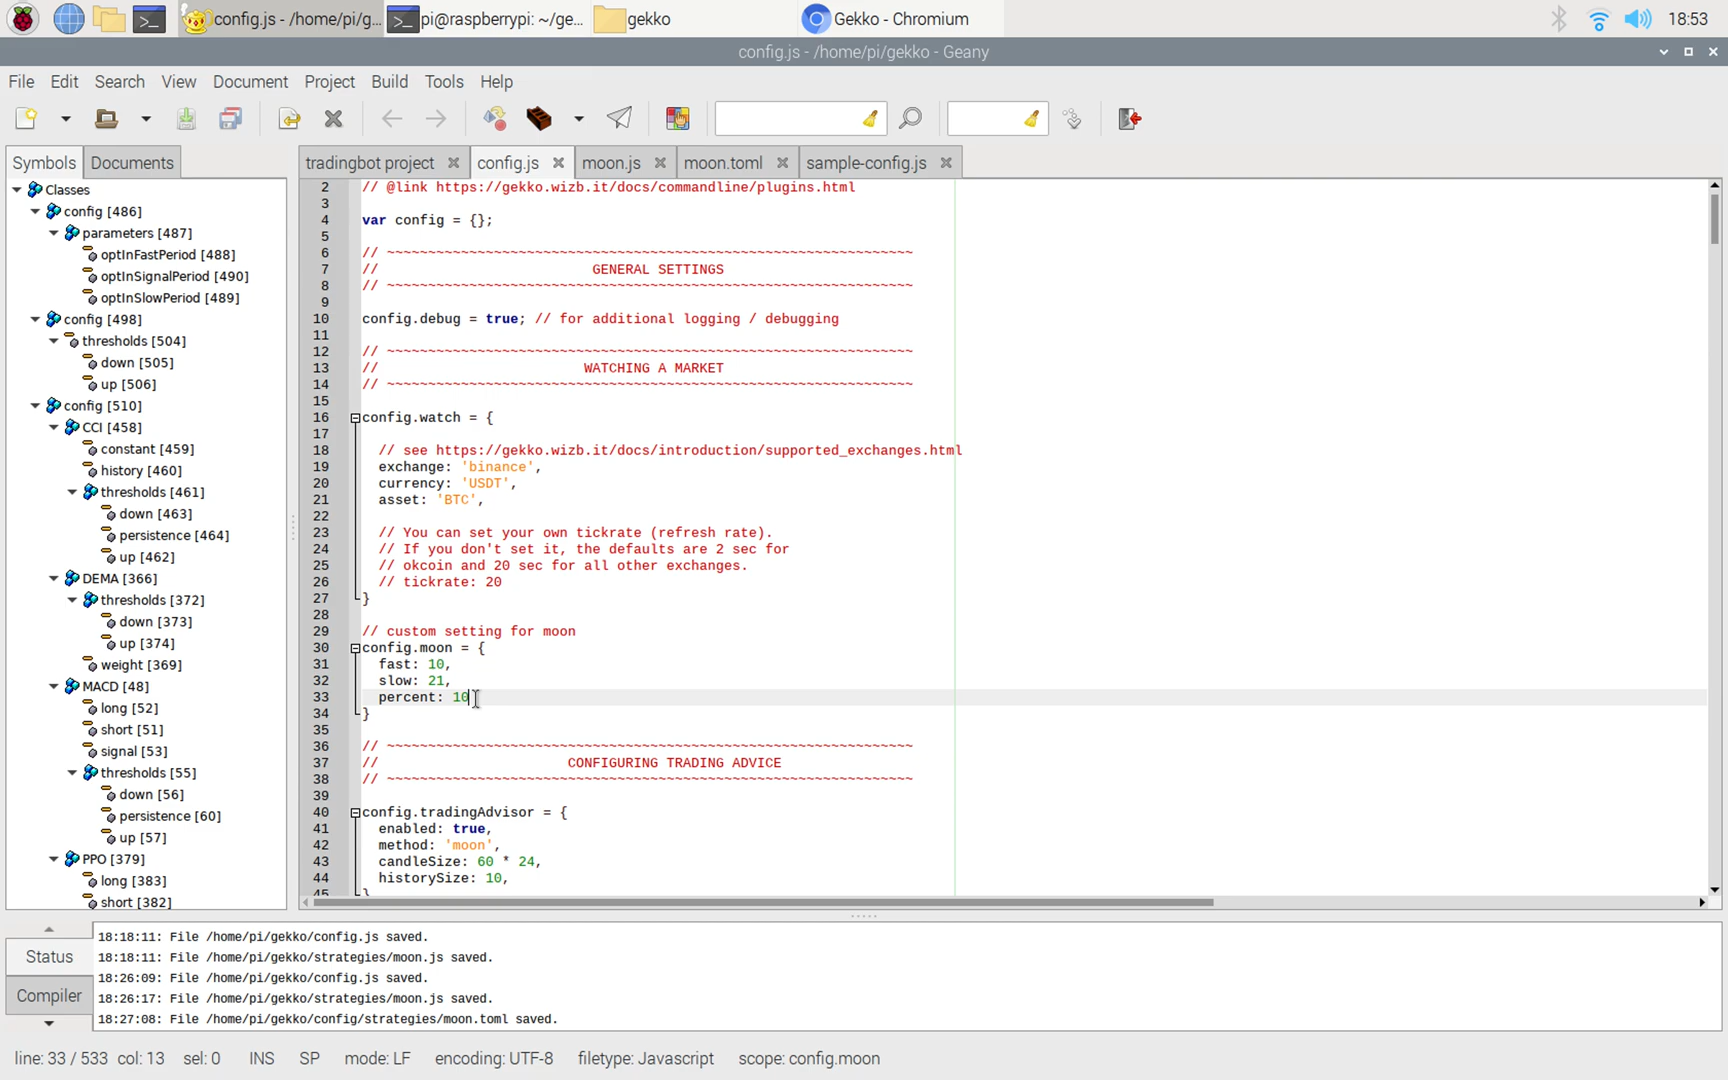 config.js - /home/pi/g...
pi@raspberrypi: ~/ge...
gekko
Gekko - Chromium
18:53
config.js - /home/pi/gekko - Geany
File Edit Search View Document Project Build Tools Help
Symbols Documents
tradingbot project config.js moon.js moon.toml sample-config.js
Classes
config [486]
parameters [487]
optInFastPeriod [488]
optInSignalPeriod [490]
optInSlowPeriod [489]
config [498]
thresholds [504]
down [505]
up [506]
config [510]
CCI [458]
constant [459]
history [460]
thresholds [461]
down [463]
persistence [464]
up [462]
DEMA [366]
thresholds [372]
down [373]
up [374]
weight [369]
MACD [48]
long [52]
short [51]
signal [53]
thresholds [55]
down [56]
persistence [60]
up [57]
PPO [379]
long [383]
short [382]
2 // @link https://gekko.wizb.it/docs/commandline/plugins.html
3
4 var config = {};
5
6 // ~~~~~~~~~~~~~~~~~~~~~~~~~~~~~~~~~~~~~~~~~~~~~~~~~~~~~~~~~~~~~~~~
7 // GENERAL SETTINGS
8 // ~~~~~~~~~~~~~~~~~~~~~~~~~~~~~~~~~~~~~~~~~~~~~~~~~~~~~~~~~~~~~~~~
9
10 config.debug = true; // for additional logging / debugging
11
12 // ~~~~~~~~~~~~~~~~~~~~~~~~~~~~~~~~~~~~~~~~~~~~~~~~~~~~~~~~~~~~~~~~
13 // WATCHING A MARKET
14 // ~~~~~~~~~~~~~~~~~~~~~~~~~~~~~~~~~~~~~~~~~~~~~~~~~~~~~~~~~~~~~~~~
15
16 config.watch = {
17
18 // see https://gekko.wizb.it/docs/introduction/supported_exchanges.html
19 exchange: 'binance',
20 currency: 'USDT',
21 asset: 'BTC',
22
23 // You can set your own tickrate (refresh rate).
24 // If you don't set it, the defaults are 2 sec for
25 // okcoin and 20 sec for all other exchanges.
26 // tickrate: 20
27 }
28
29 // custom setting for moon
30 config.moon = {
31 fast: 10,
32 slow: 21,
33 percent: 10
34 }
35
36 // ~~~~~~~~~~~~~~~~~~~~~~~~~~~~~~~~~~~~~~~~~~~~~~~~~~~~~~~~~~~~~~~~
37 // CONFIGURING TRADING ADVICE
38 // ~~~~~~~~~~~~~~~~~~~~~~~~~~~~~~~~~~~~~~~~~~~~~~~~~~~~~~~~~~~~~~~~
39
40 config.tradingAdvisor = {
41 enabled: true,
42 method: 'moon',
43 candleSize: 60 * 24,
44 historySize: 10,
45 }
Status
Compiler
18:18:11: File /home/pi/gekko/config.js saved.
18:18:11: File /home/pi/gekko/strategies/moon.js saved.
18:26:09: File /home/pi/gekko/config.js saved.
18:26:17: File /home/pi/gekko/strategies/moon.js saved.
18:27:08: File /home/pi/gekko/config/strategies/moon.toml saved.
line: 33 / 533 col: 13 sel: 0 INS SP mode: LF encoding: UTF-8 filetype: Javascript scope: config.moon